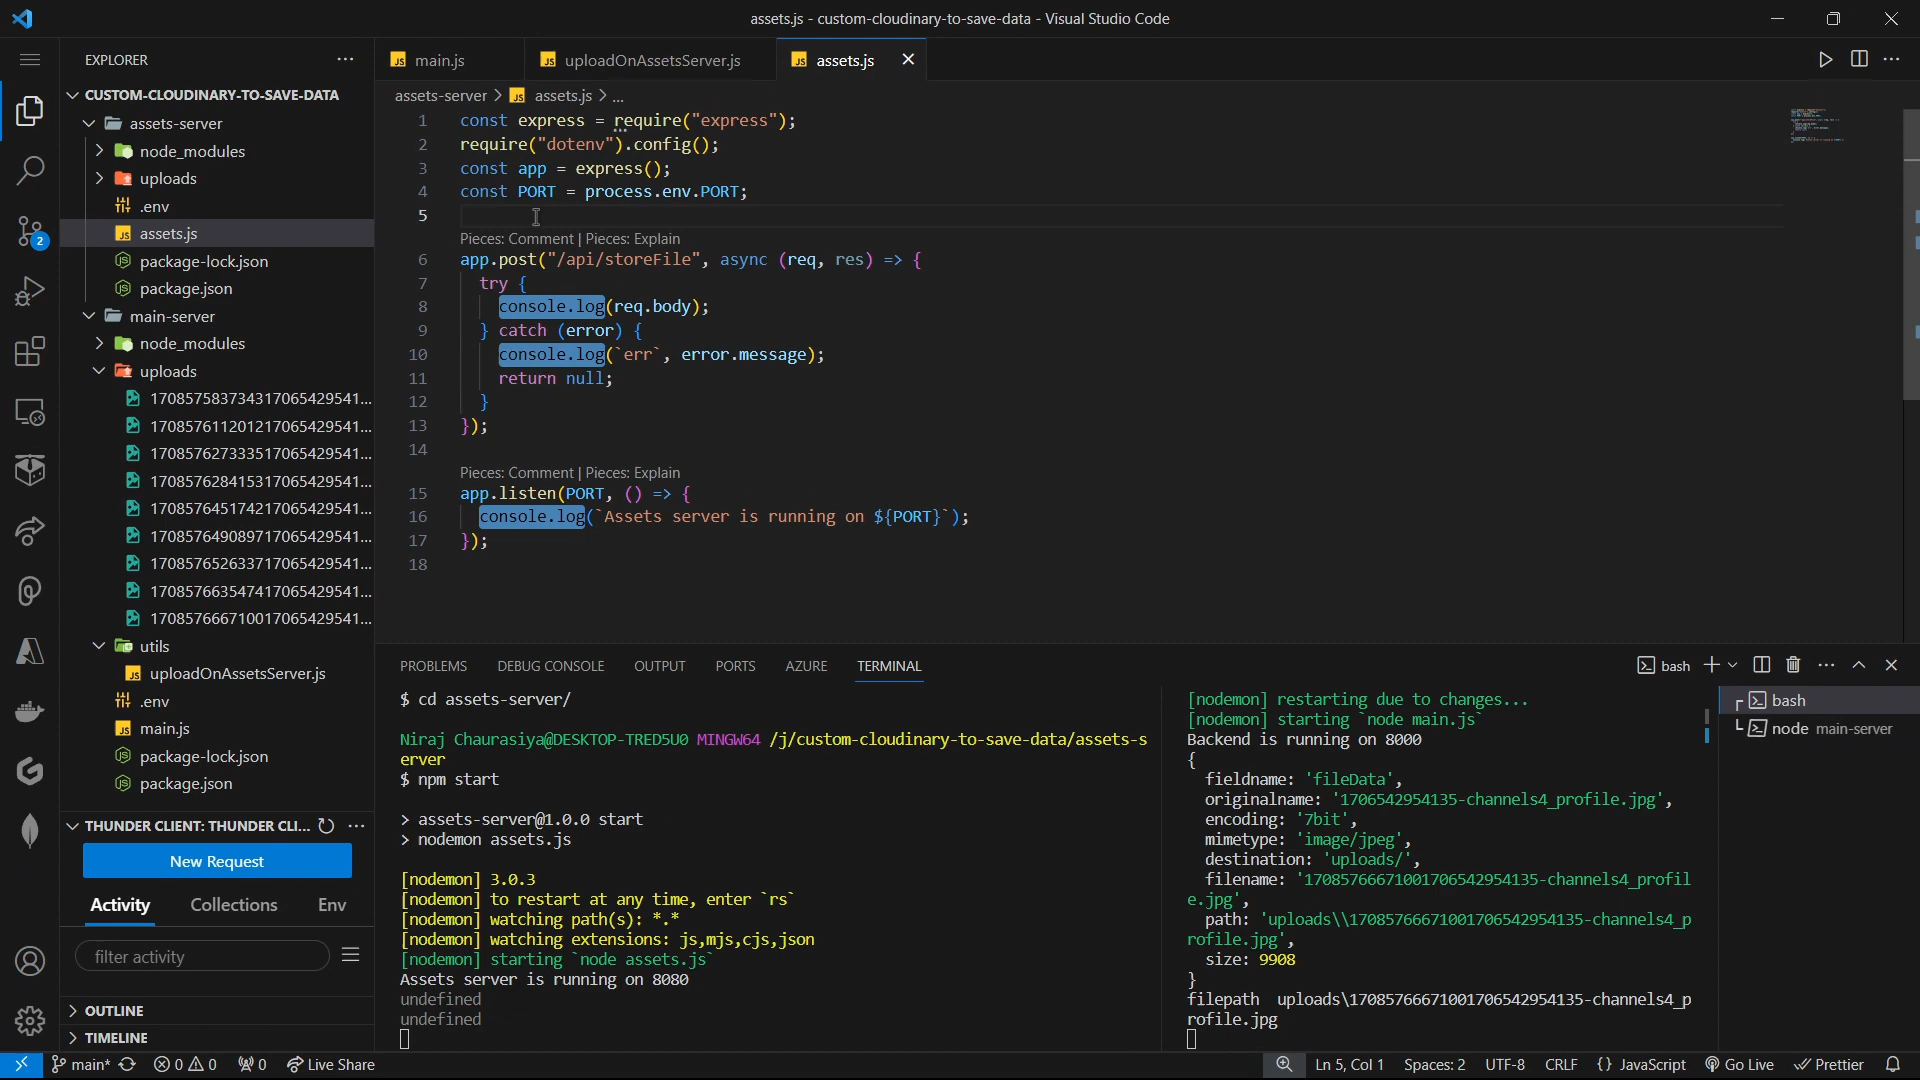 assets.js - custom-cloudinary-to-save-data - Visual Studio Code
EXPLORER
main.js
uploadOnAssetsServer.js
assets.js
CUSTOM-CLOUDINARY-TO-SAVE-DATA
assets-server
node_modules
uploads
.env
assets.js
package-lock.json
package.json
main-server
node_modules
uploads
170857583734317065429541...
170857611201217065429541...
170857627333517065429541...
170857628415317065429541...
170857645174217065429541...
170857649089717065429541...
170857652633717065429541...
170857663547417065429541...
170857666710017065429541...
utils
uploadOnAssetsServer.js
.env
main.js
package-lock.json
package.json
THUNDER CLIENT: THUNDER CLI...
New Request
Activity Collections Env
filter activity
OUTLINE
TIMELINE
2
assets-server > assets.js > ...
1 const express = require("express");
2 require("dotenv").config();
3 const app = express();
4 const PORT = process.env.PORT;
5
Pieces: Comment | Pieces: Explain
6 app.post("/api/storeFile", async (req, res) => {
7 try {
8 console.log(req.body);
9 } catch (error) {
10 console.log(`err`, error.message);
11 return null;
12 }
13 });
14
Pieces: Comment | Pieces: Explain
15 app.listen(PORT, () => {
16 console.log(`Assets server is running on ${PORT}`);
17 });
18
PROBLEMS DEBUG CONSOLE OUTPUT PORTS AZURE TERMINAL
bash
$ cd assets-server/
Niraj Chaurasiya@DESKTOP-TRED5U0 MINGW64 /j/custom-cloudinary-to-save-data/assets-s
erver
$ npm start
> assets-server@1.0.0 start
> nodemon assets.js
[nodemon] 3.0.3
[nodemon] to restart at any time, enter `rs`
[nodemon] watching path(s): *.*
[nodemon] watching extensions: js,mjs,cjs,json
[nodemon] starting `node assets.js`
Assets server is running on 8080
undefined
undefined
[nodemon] restarting due to changes...
[nodemon] starting `node main.js`
Backend is running on 8000
{
fieldname: 'fileData',
originalname: '1706542954135-channels4_profile.jpg',
encoding: '7bit',
mimetype: 'image/jpeg',
destination: 'uploads/',
filename: '17085766671001706542954135-channels4_profil
e.jpg',
path: 'uploads\\17085766671001706542954135-channels4_p
rofile.jpg',
size: 9908
}
filepath uploads\17085766671001706542954135-channels4_p
rofile.jpg
bash
node main-server
main* 0 0 0 Live Share
Ln 5, Col 1 Spaces: 2 UTF-8 CRLF {} JavaScript Go Live Prettier